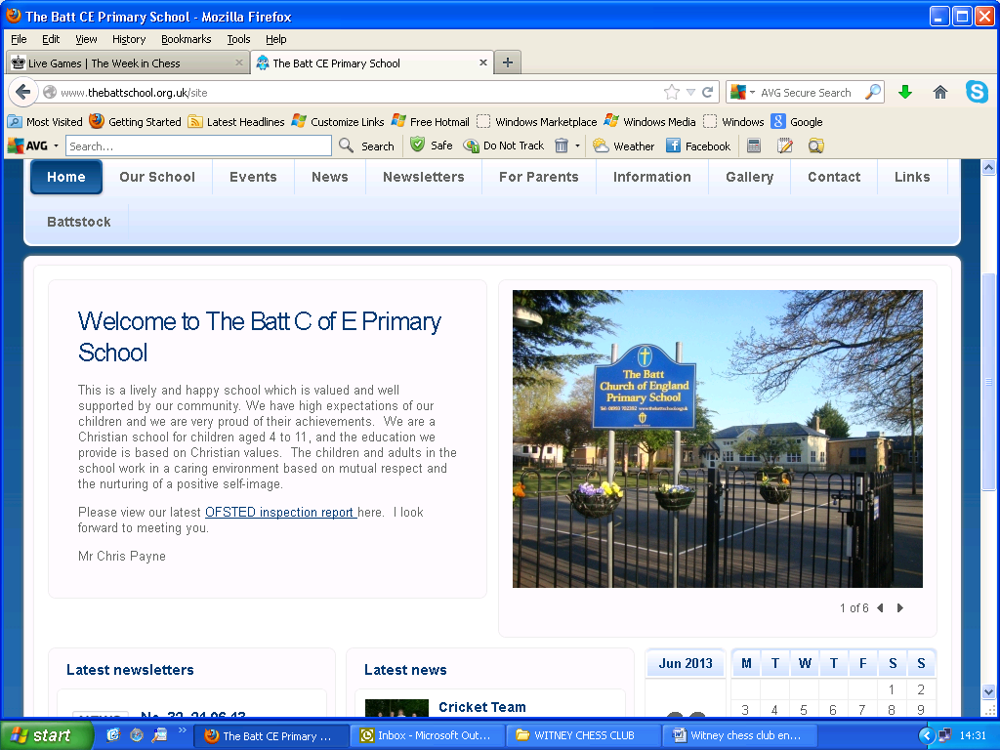 The Batt CE Primary School - Mozilla Firefox
File Edit View History Bookmarks Tools Help
Live Games | The Week in Chess
The Batt CE Primary School
www.thebattschool.org.uk/site
AVG Secure Search
Most Visited Getting Started Latest Headlines Customize Links Free Hotmail Windows Marketplace Windows Media Windows Google
AVG Search... Search Safe Do Not Track Weather Facebook
Home Our School Events News Newsletters For Parents Information Gallery Contact Links
Battstock
Welcome to The Batt C of E Primary
School
This is a lively and happy school which is valued and well
supported by our community. We have high expectations of our
children and we are very proud of their achievements. We are a
Christian school for children aged 4 to 11, and the education we
provide is based on Christian values. The children and adults in the
school work in a caring environment based on mutual respect and
the nurturing of a positive self-image.
Please view our latest OFSTED inspection report here. I look
forward to meeting you.
Mr Chris Payne
The Batt
Church of England
Primary School
1 of 6
Latest newsletters
No. 32, 21.06.13
Latest news
Cricket Team
Jun 2013
M T W T F S S
1 2
3 4 5 6 7 8 9
start
The Batt CE Primary ...
Inbox - Microsoft Out...
WITNEY CHESS CLUB
Witney chess club en...
14:31